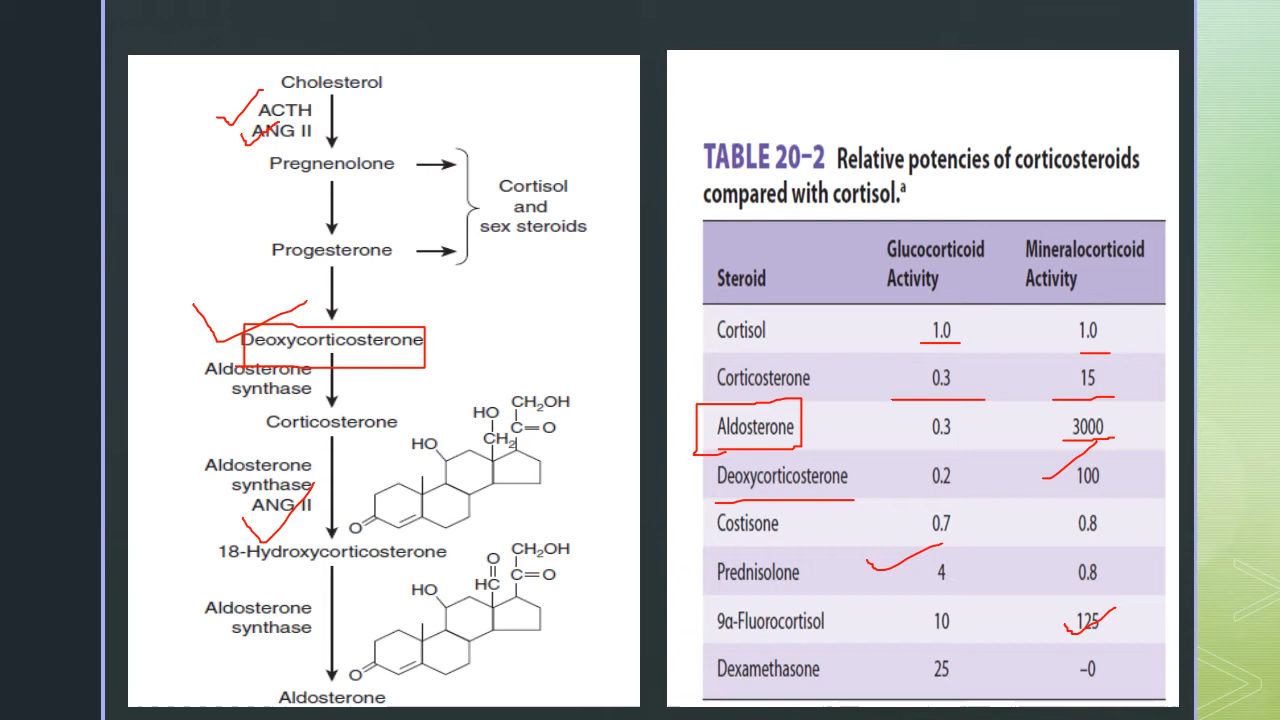 Cholesterol
ACTH
ANG II
Pregnenolone
Cortisol
and
sex steroids
Progesterone
Deoxycorticosterone
Aldosterone
synthase
Corticosterone
Aldosterone
synthase
ANG II
HO
CH2OH
C=O
CH2
HO
O
18-Hydroxycorticosterone
Aldosterone
synthase
O
CH2OH
HC
C=O
HO
O
Aldosterone
TABLE 20–2 Relative potencies of corticosteroids
compared with cortisol.a
Steroid Glucocorticoid Activity Mineralocorticoid Activity
Cortisol 1.0 1.0
Corticosterone 0.3 15
Aldosterone 0.3 3000
Deoxycorticosterone 0.2 100
Costisone 0.7 0.8
Prednisolone 4 0.8
9α-Fluorocortisol 10 125
Dexamethasone 25 –0